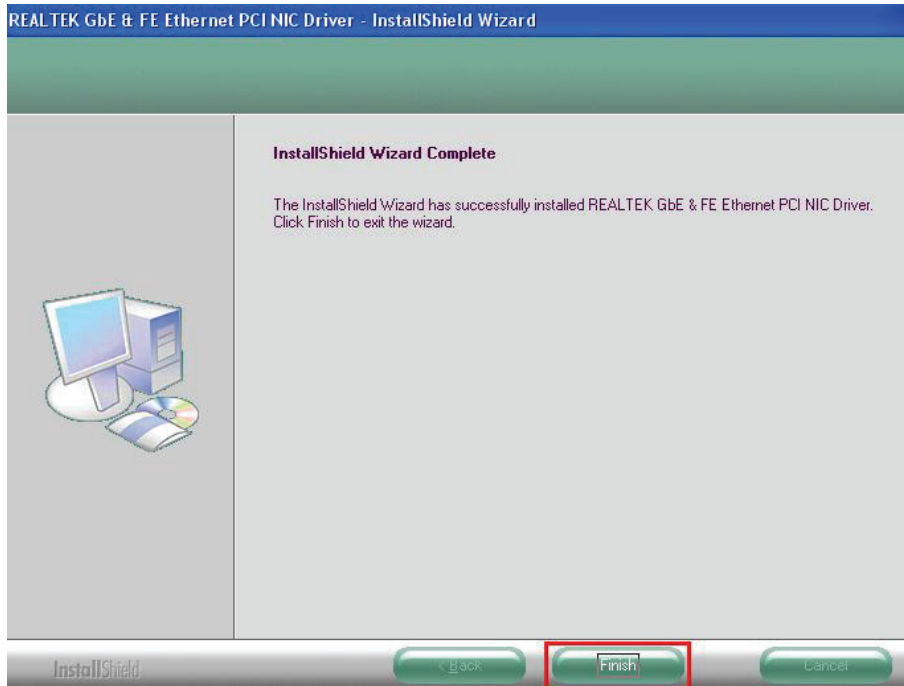 REALTEK GbE & FE Ethernet PCI NIC Driver - InstallShield Wizard
InstallShield Wizard Complete
The InstallShield Wizard has successfully installed REALTEK GbE & FE Ethernet PCI NIC Driver.
Click Finish to exit the wizard.
InstallShield
< Back
Finish
Cancel